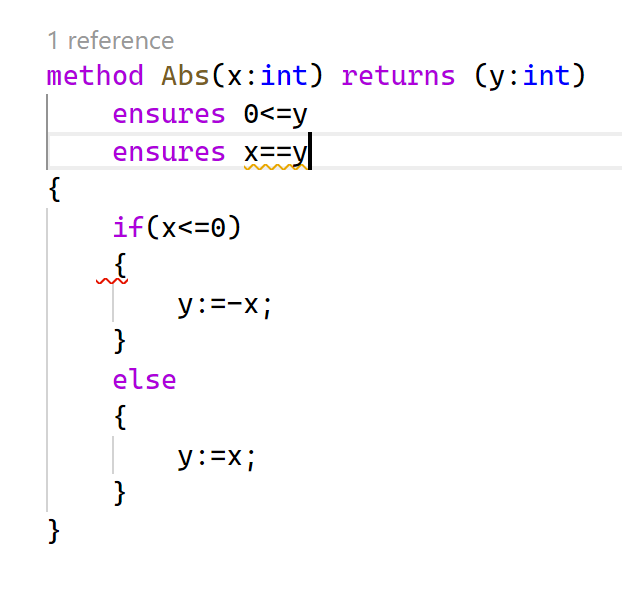 1 reference
method Abs(x:int) returns (y:int)
ensures 0<=y
ensures x==y
{
if(x<=0)
{
y:=-x;
}
else
{
y:=x;
}
}